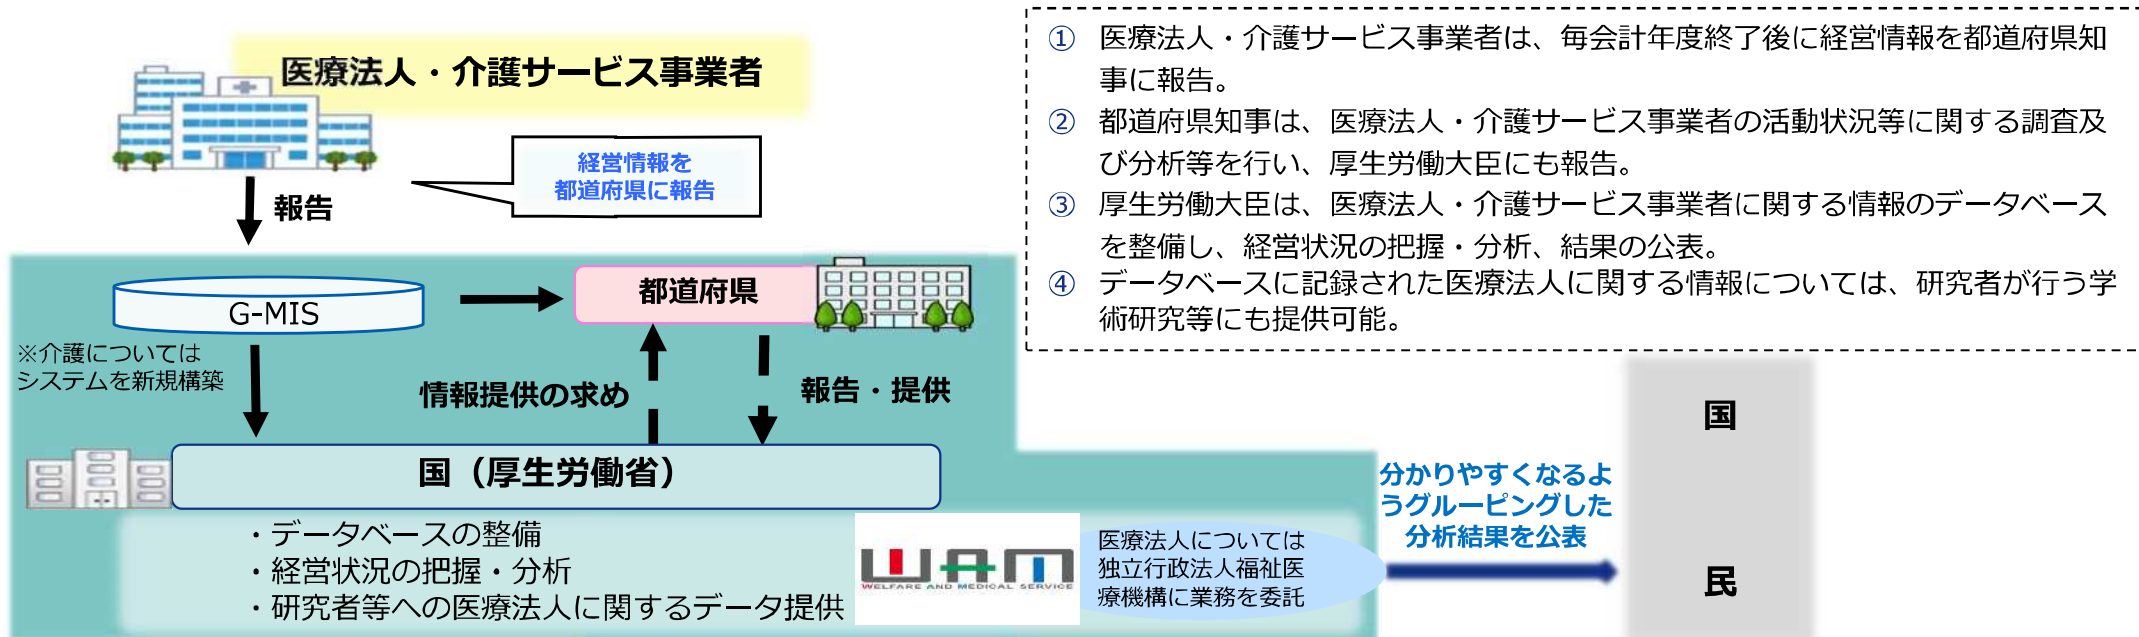 医療法人・介護サービス事業者
経営情報を
都道府県に報告
報告
G-MIS
都道府県
※介護については
システムを新規構築
情報提供の求め
報告・提供
国（厚生労働省）
・データベースの整備
・経営状況の把握・分析
・研究者等への医療法人に関するデータ提供
WAM
WELFARE AND MEDICAL SERVICE
医療法人については
独立行政法人福祉医
療機構に業務を委託
① 医療法人・介護サービス事業者は、毎会計年度終了後に経営情報を都道府県知
事に報告。
② 都道府県知事は、医療法人・介護サービス事業者の活動状況等に関する調査及
び分析等を行い、厚生労働大臣にも報告。
③ 厚生労働大臣は、医療法人・介護サービス事業者に関する情報のデータベース
を整備し、経営状況の把握・分析、結果の公表。
④ データベースに記録された医療法人に関する情報については、研究者が行う学
術研究等にも提供可能。
分かりやすくなるよ
うグルーピングした
分析結果を公表
国
民